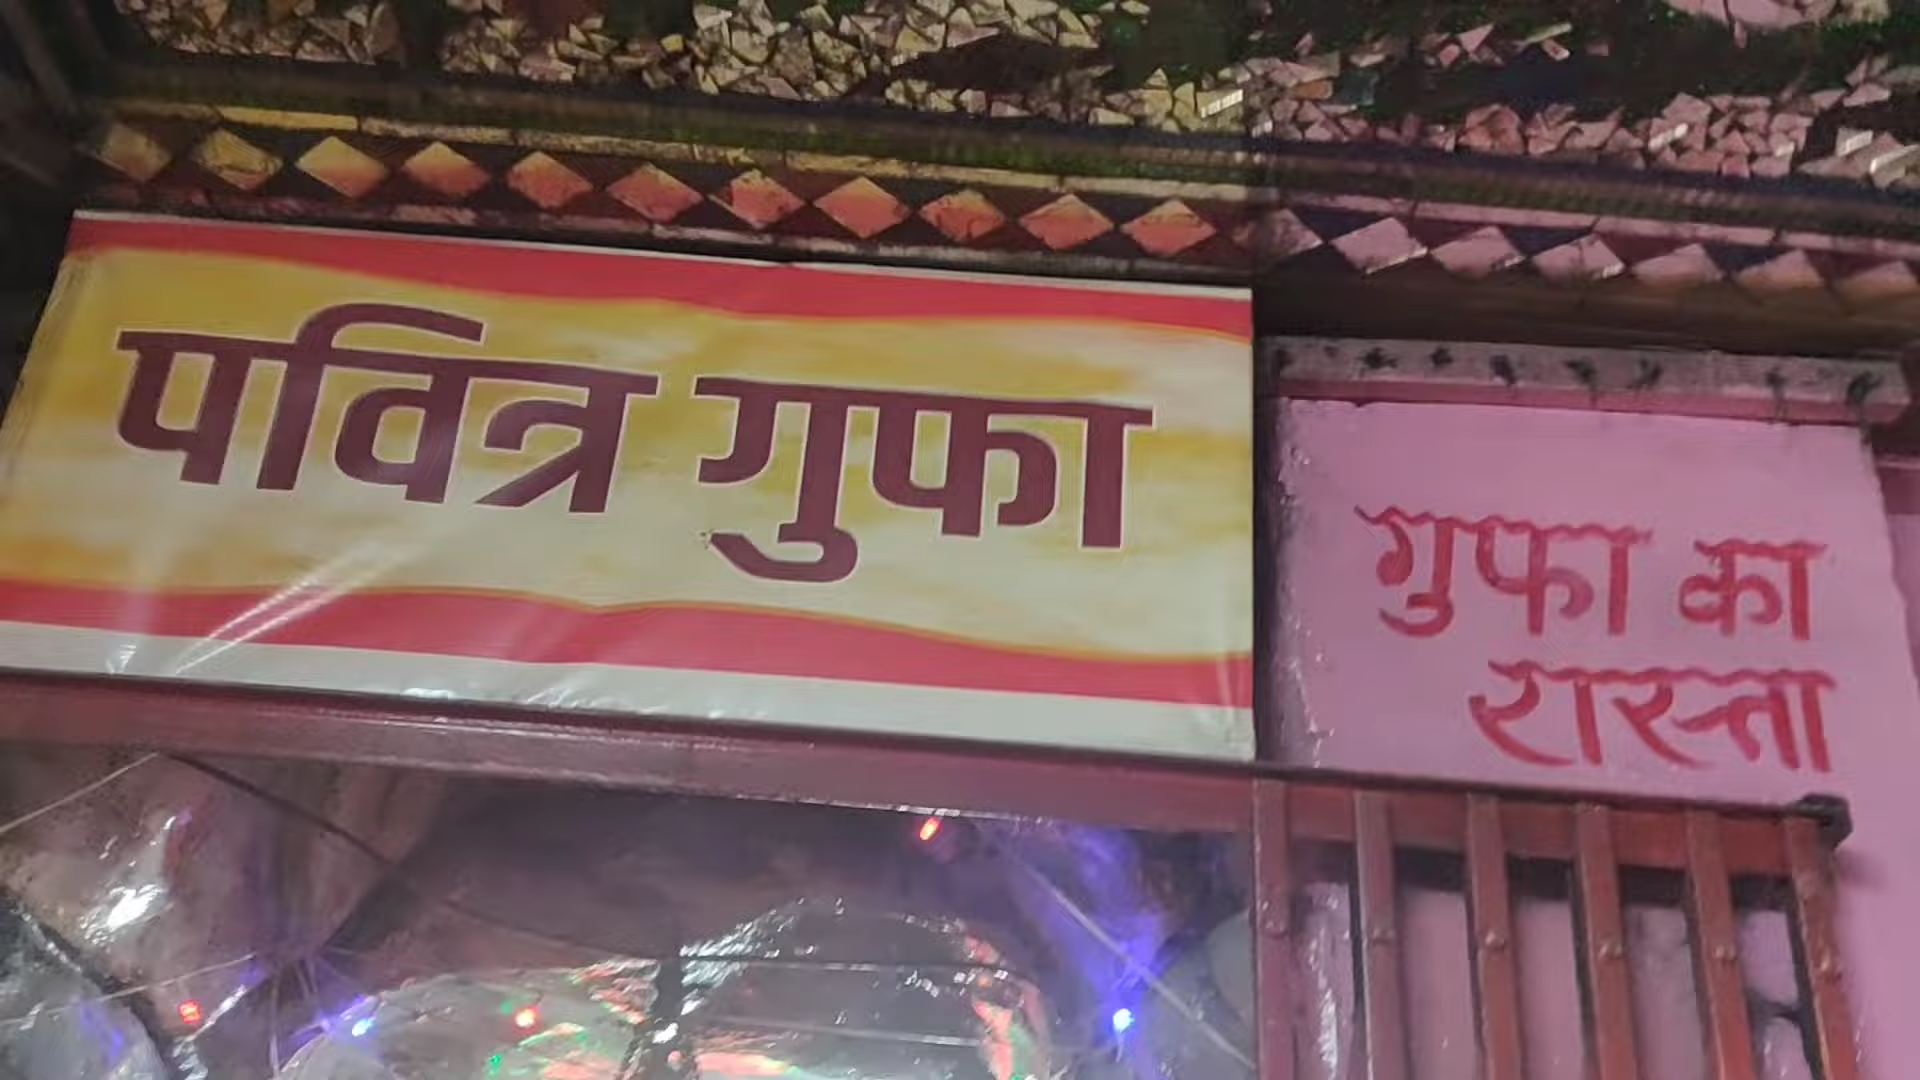 पवित्र गुफा
गुफा का
रास्ता